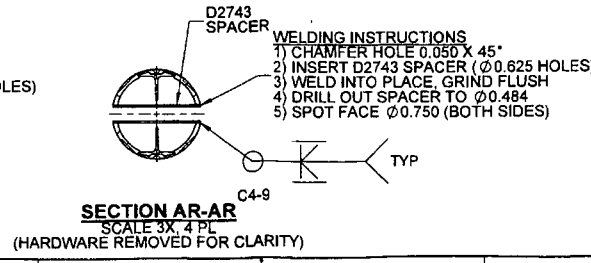 D2743
SPACER
WELDING INSTRUCTIONS
1) CHAMFER HOLE 0.050 X 45°
2) INSERT D2743 SPACER (Ø0.625 HOLES)
3) WELD INTO PLACE, GRIND FLUSH
4) DRILL OUT SPACER TO Ø0.484
5) SPOT FACE Ø0.750 (BOTH SIDES)
OLES)
TYP
C4-9
SECTION AR-AR
SCALE 3X, 4 PL
(HARDWARE REMOVED FOR CLARITY)